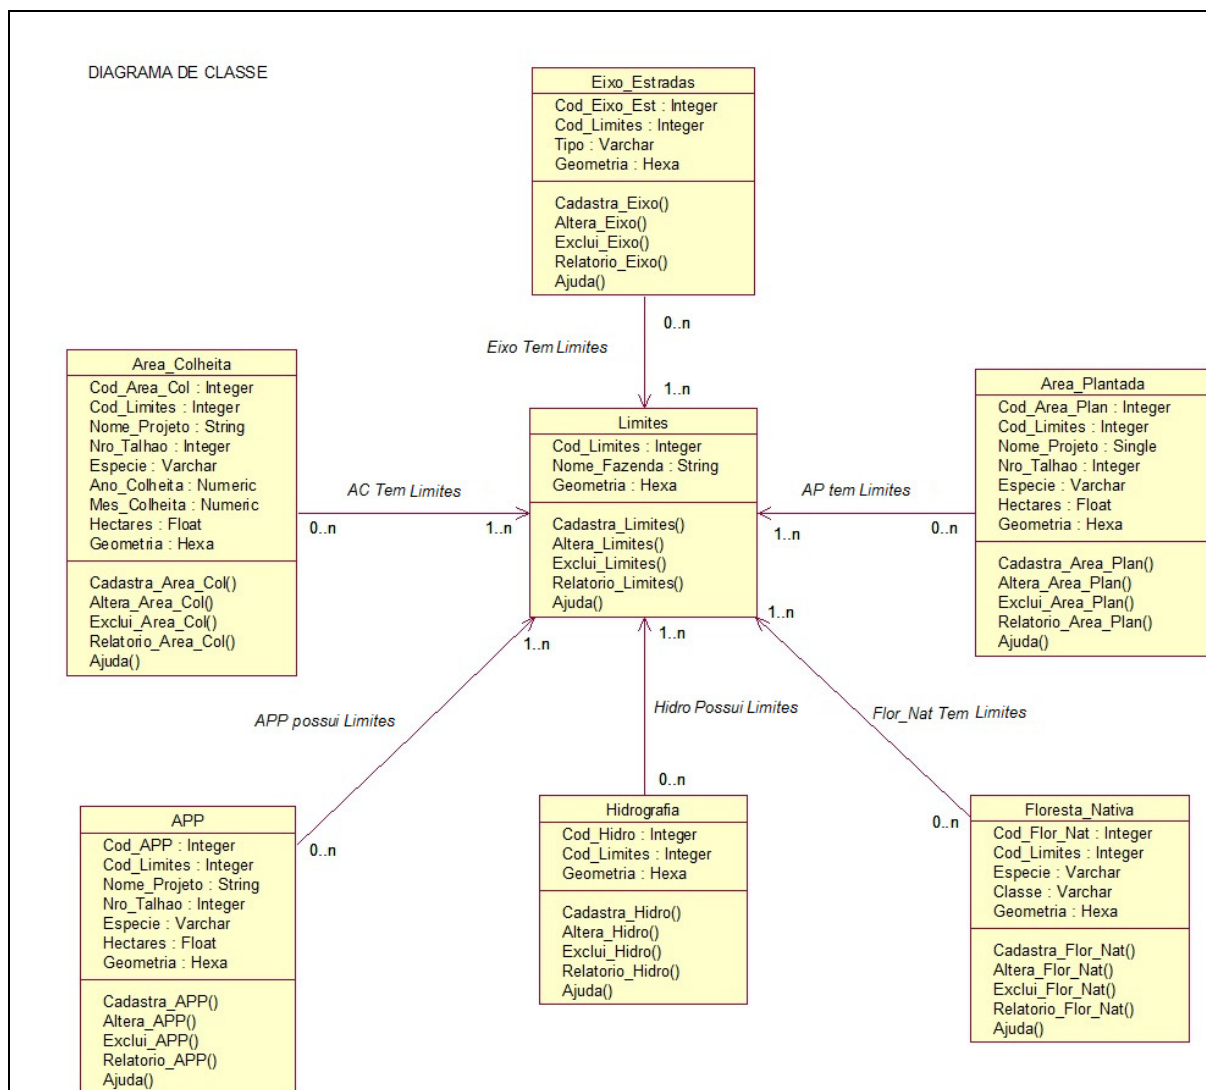 DIAGRAMA DE CLASSE
Eixo_Estradas
Cod_Eixo_Est : Integer
Cod_Limites : Integer
Tipo : Varchar
Geometria : Hexa
Cadastra_Eixo()
Altera_Eixo()
Exclui_Eixo()
Relatorio_Eixo()
Ajuda()
0..n
Eixo Tem Limites
1..n
Area_Colheita
Cod_Area_Col : Integer
Cod_Limites : Integer
Nome_Projeto : String
Nro_Talhao : Integer
Especie : Varchar
Ano_Colheita : Numeric
Mes_Colheita : Numeric
Hectares : Float
Geometria : Hexa
Cadastra_Area_Col()
Altera_Area_Col()
Exclui_Area_Col()
Relatorio_Area_Col()
Ajuda()
AC Tem Limites
0..n
1..n
Limites
Cod_Limites : Integer
Nome_Fazenda : String
Geometria : Hexa
Cadastra_Limites()
Altera_Limites()
Exclui_Limites()
Relatorio_Limites()
Ajuda()
AP tem Limites
1..n
0..n
Area_Plantada
Cod_Area_Plan : Integer
Cod_Limites : Integer
Nome_Projeto : Single
Nro_Talhao : Integer
Especie : Varchar
Hectares : Float
Geometria : Hexa
Cadastra_Area_Plan()
Altera_Area_Plan()
Exclui_Area_Plan()
Relatorio_Area_Plan()
Ajuda()
1..n
APP possui Limites
0..n
1..n
Hidro Possui Limites
0..n
1..n
Flor_Nat Tem Limites
0..n
APP
Cod_APP : Integer
Cod_Limites : Integer
Nome_Projeto : String
Nro_Talhao : Integer
Especie : Varchar
Hectares : Float
Geometria : Hexa
Cadastra_APP()
Altera_APP()
Exclui_APP()
Relatorio_APP()
Ajuda()
Hidrografia
Cod_Hidro : Integer
Cod_Limites : Integer
Geometria : Hexa
Cadastra_Hidro()
Altera_Hidro()
Exclui_Hidro()
Relatorio_Hidro()
Ajuda()
Floresta_Nativa
Cod_Flor_Nat : Integer
Cod_Limites : Integer
Especie : Varchar
Classe : Varchar
Geometria : Hexa
Cadastra_Flor_Nat()
Altera_Flor_Nat()
Exclui_Flor_Nat()
Relatorio_Flor_Nat()
Ajuda()